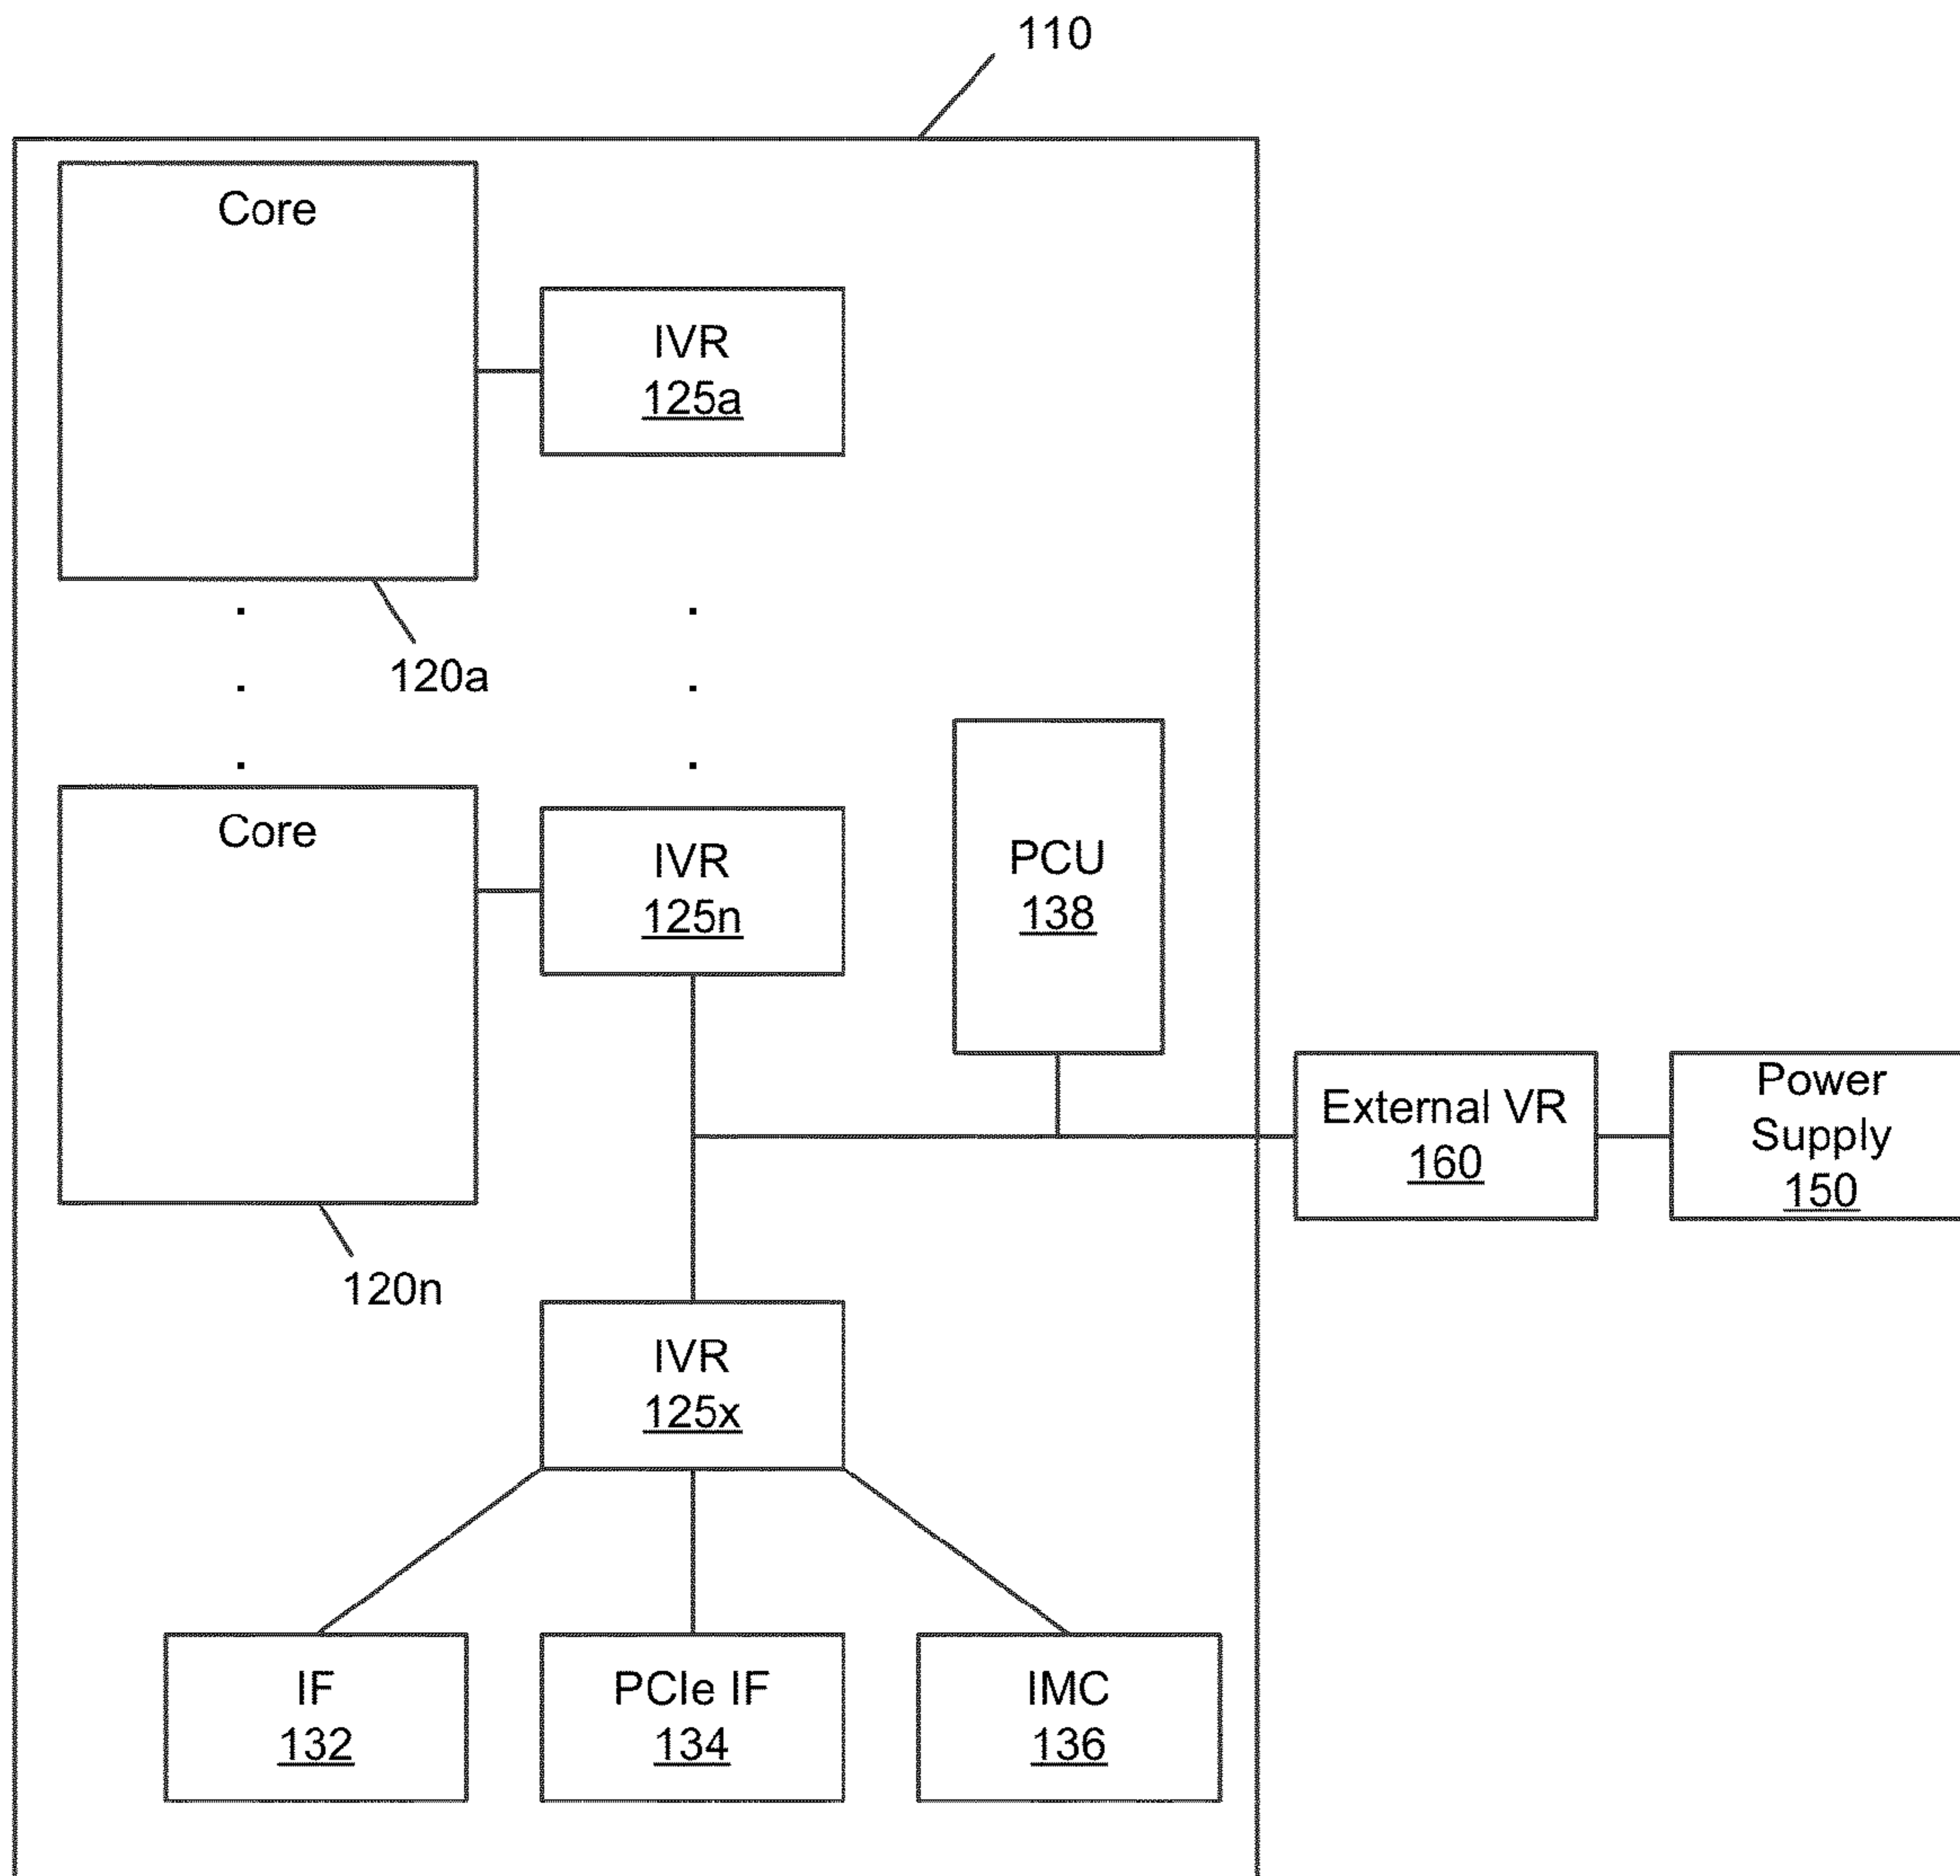 110
Core
IVR
125a
120a
Core
IVR
125n
PCU
138
External VR
160
Power
Supply
150
120n
IVR
125x
IF
132
PCIe IF
134
IMC
136